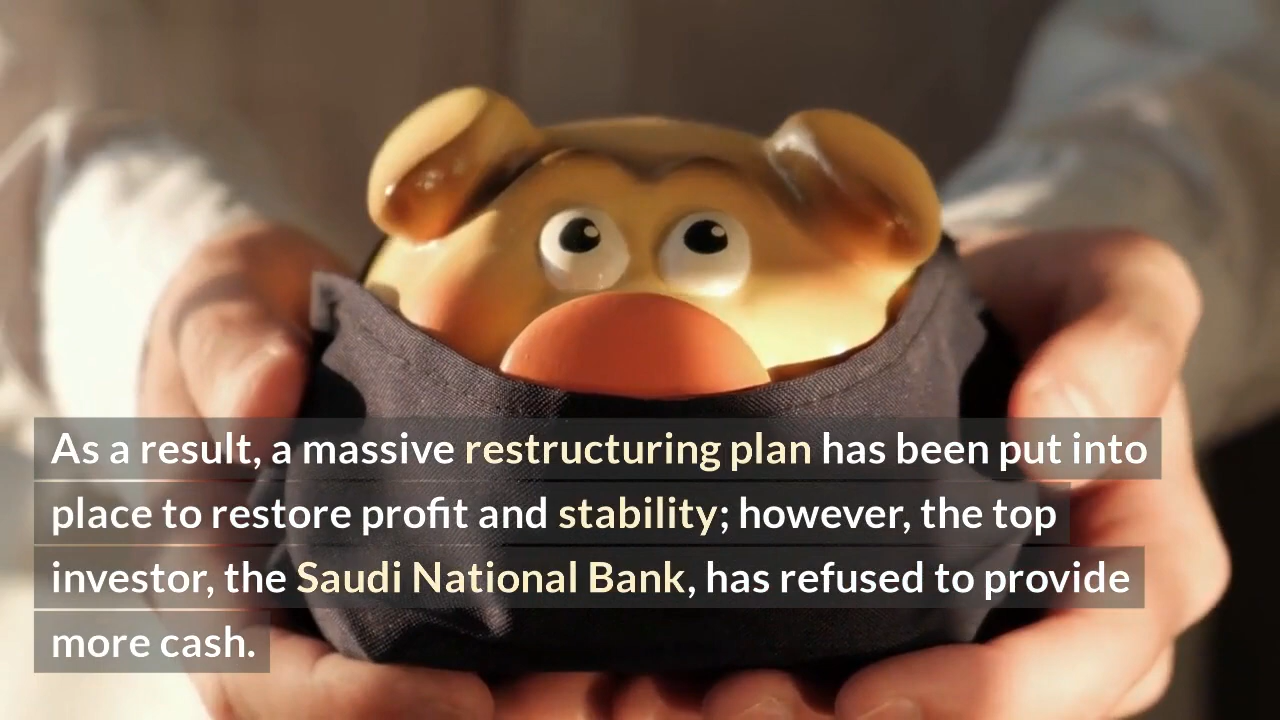 As a result, a massive restructuring plan has been put into
place to restore profit and stability; however, the top
investor, the Saudi National Bank, has refused to provide
more cash.